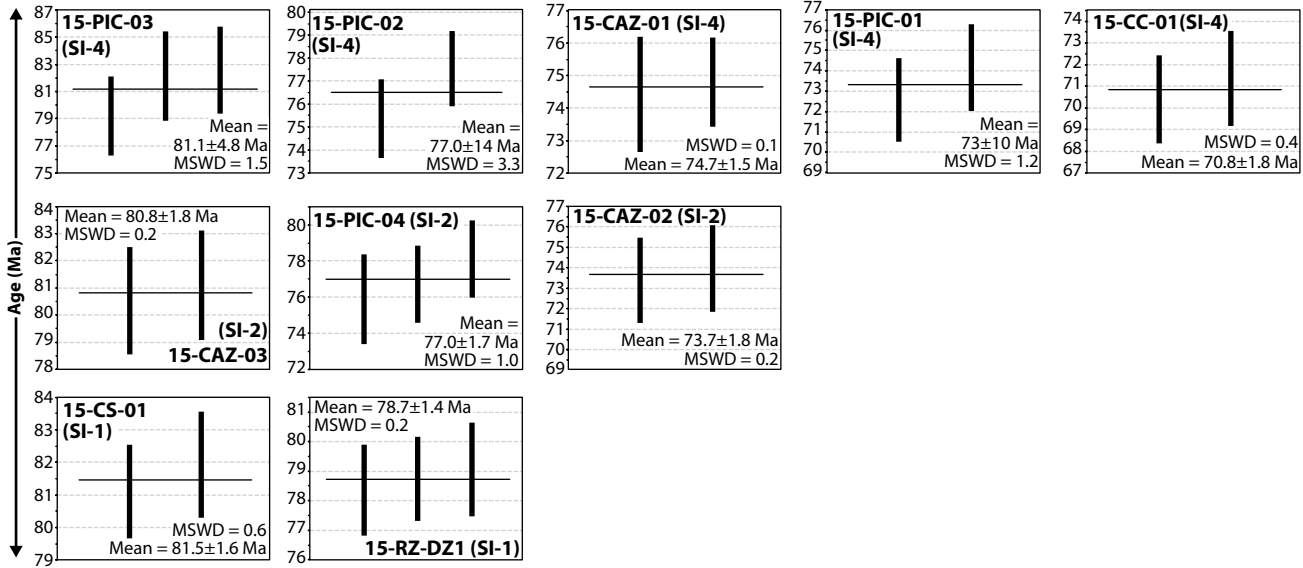 Age (Ma)
87
85
83
81
79
77
75
15-PIC-03
(SI-4)
Mean =
81.1±4.8 Ma
MSWD = 1.5
80
79
78
77
76
75
74
73
15-PIC-02
(SI-4)
Mean =
77.0±14 Ma
MSWD = 3.3
77
76
75
74
73
72
15-CAZ-01 (SI-4)
MSWD = 0.1
Mean = 74.7±1.5 Ma
77
76
75
74
73
72
71
70
69
15-PIC-01
(SI-4)
Mean =
73±10 Ma
MSWD = 1.2
74
73
72
71
70
69
68
67
15-CC-01(SI-4)
MSWD = 0.4
Mean = 70.8±1.8 Ma
84
83
82
81
80
79
78
Mean = 80.8±1.8 Ma
MSWD = 0.2
(SI-2)
15-CAZ-03
80
78
76
74
72
15-PIC-04 (SI-2)
Mean =
77.0±1.7 Ma
MSWD = 1.0
77
76
75
74
73
72
71
70
69
15-CAZ-02 (SI-2)
Mean = 73.7±1.8 Ma
MSWD = 0.2
84
83
82
81
80
79
15-CS-01
(SI-1)
MSWD = 0.6
Mean = 81.5±1.6 Ma
81
80
79
78
77
76
Mean = 78.7±1.4 Ma
MSWD = 0.2
15-RZ-DZ1 (SI-1)